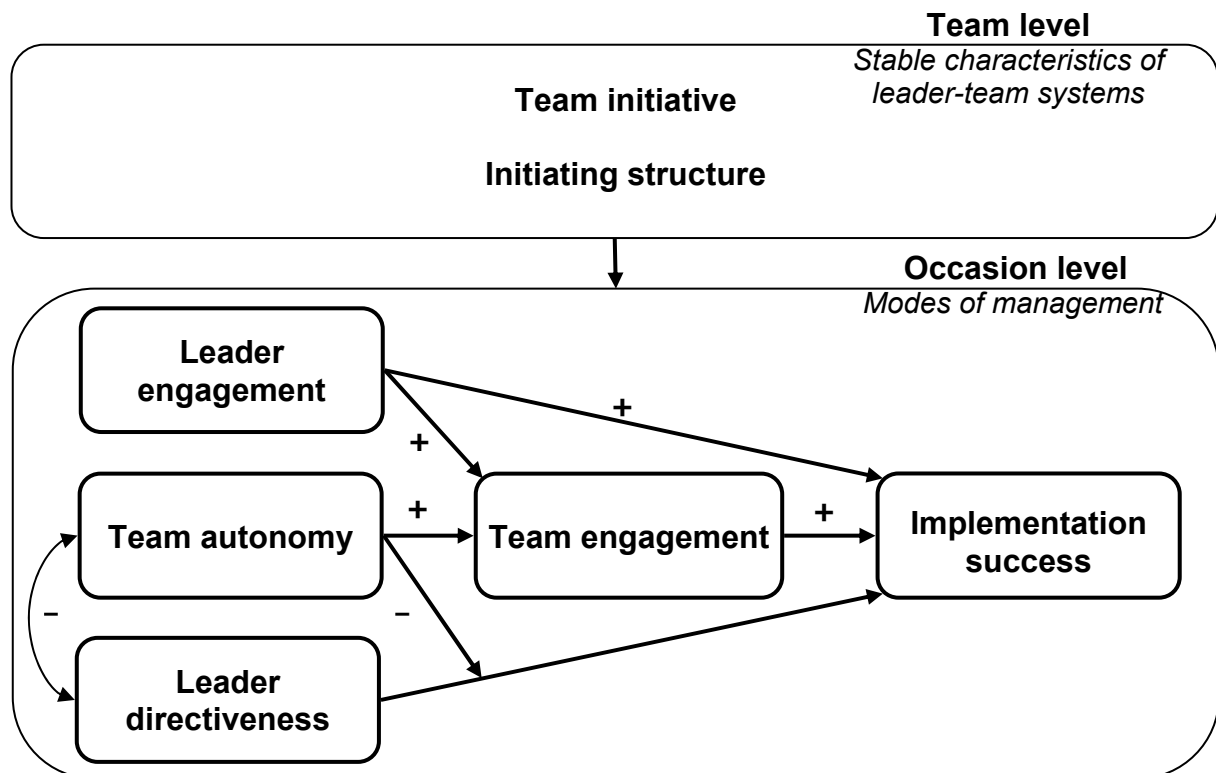 Team level
Stable characteristics of
leader-team systems
Team initiative
Initiating structure
Occasion level
Modes of management
Leader
engagement
+
+
Team autonomy
+
Team engagement
+
Implementation
success
–
–
Leader
directiveness